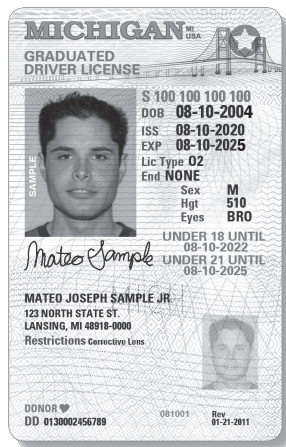 MICHIGAN MI USA
GRADUATED
DRIVER LICENSE
S 100 100 100 100
DOB 08-10-2004
ISS 08-10-2020
EXP 08-10-2025
Lic Type 02
End NONE
Sex M
Hgt 510
Eyes BRO
SAMPLE
UNDER 18 UNTIL
08-10-2022
UNDER 21 UNTIL
08-10-2025
Mateo Sample
MATEO JOSEPH SAMPLE JR.
123 NORTH STATE ST.
LANSING, MI 48918-0000
Restrictions Corrective Lens
DONOR ♥
DD 0130002456789
081001
Rev
01-21-2011